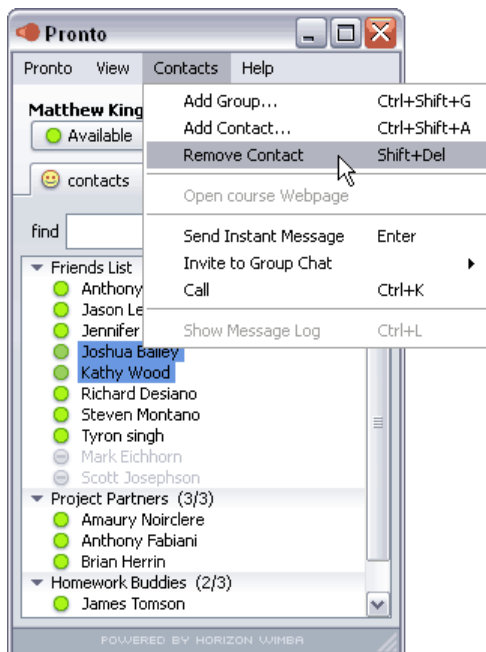 Pronto
Pronto View Contacts Help
Matthew King
Available
contacts
find
Add Group... Ctrl+Shift+G
Add Contact... Ctrl+Shift+A
Remove Contact Shift+Del
Open course Webpage
Send Instant Message Enter
Invite to Group Chat
Call Ctrl+K
Show Message Log Ctrl+L
Friends List
Anthony
Jason Le
Jennifer
Joshua Bailey
Kathy Wood
Richard Desiano
Steven Montano
Tyron singh
Mark Eichhorn
Scott Josephson
Project Partners (3/3)
Amaury Noirclere
Anthony Fabiani
Brian Herrin
Homework Buddies (2/3)
James Tomson
POWERED BY HORIZON WIMBA